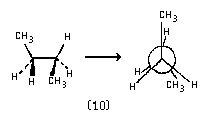 CH₃
CH₃ H
H H
H H CH₃ H
H CH₃ H
(10)